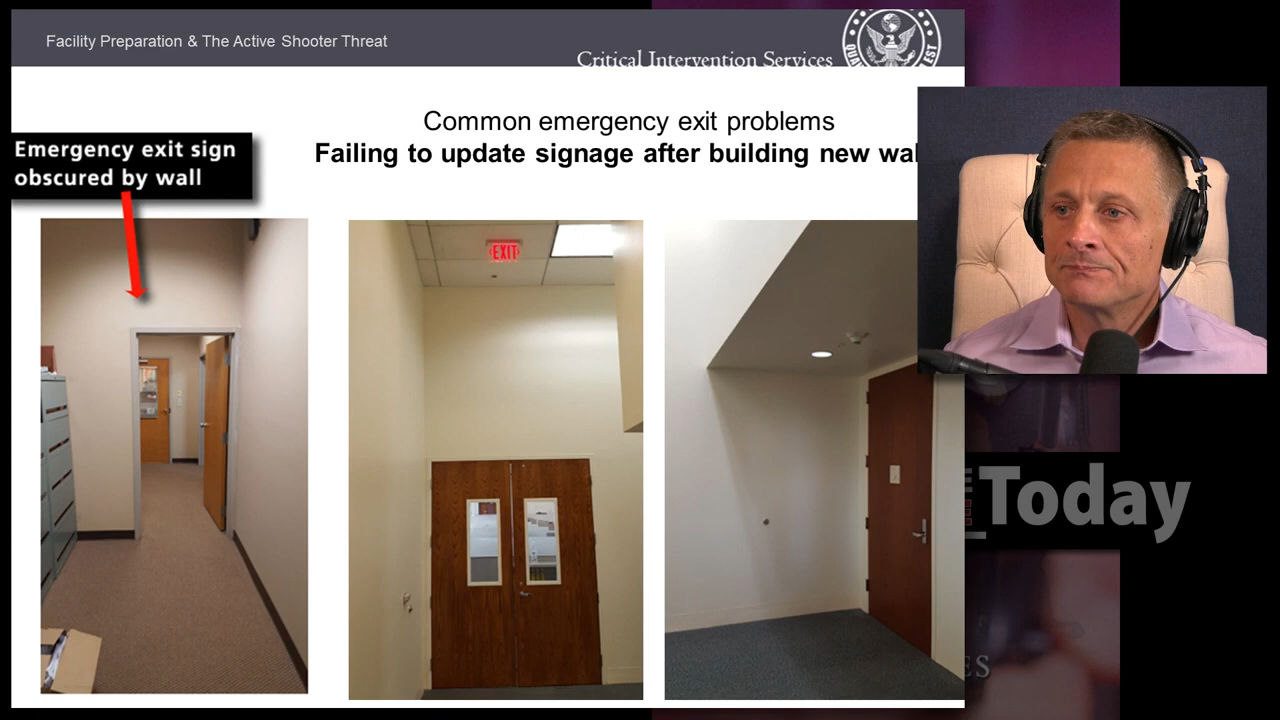 Facility Preparation & The Active Shooter Threat
Critical Intervention Services
Common emergency exit problems
Failing to update signage after building new
Emergency exit sign
obscured by wall
EXIT
Today
ES